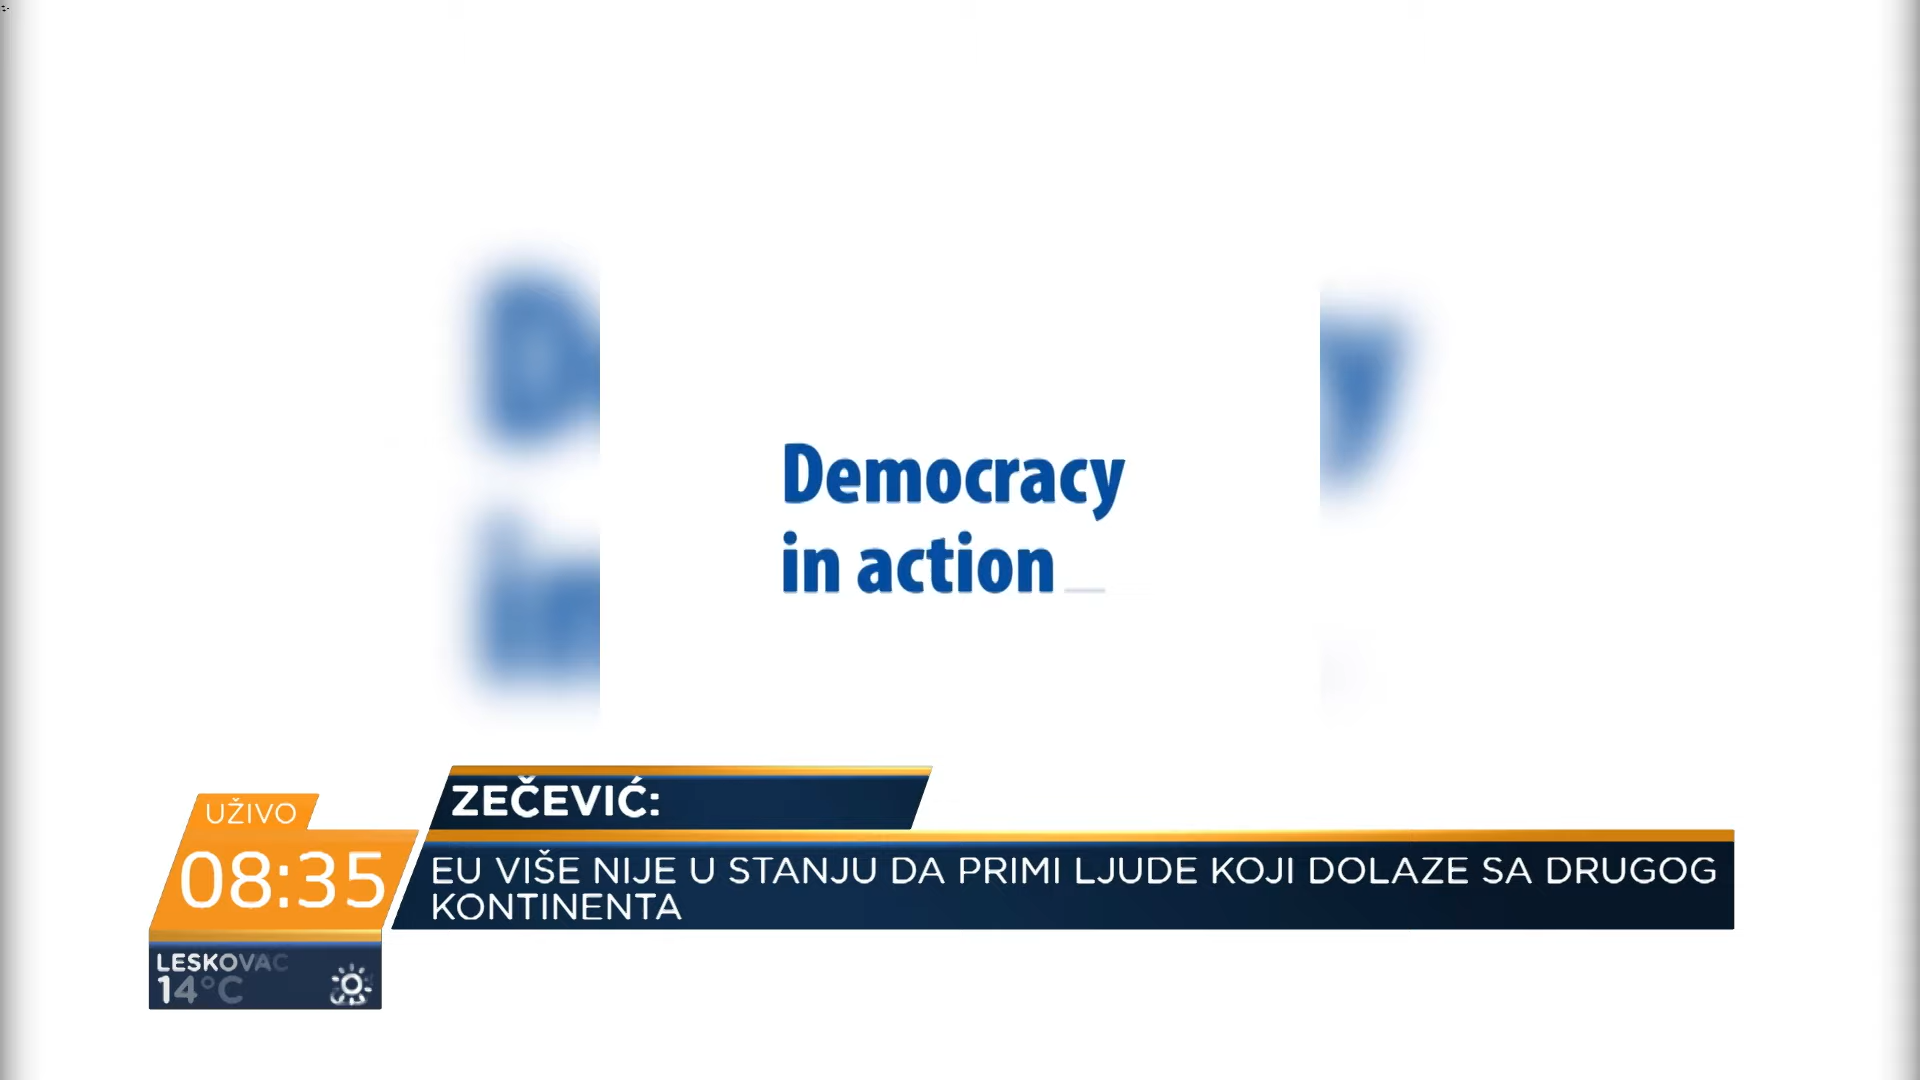 Democracy
in action
ZEČEVIĆ:
UŽIVO
08:35
EU VIŠE NIJE U STANJU DA PRIMI LJUDE KOJI DOLAZE SA DRUGOG
KONTINENTA
LESKOVAC
14°C